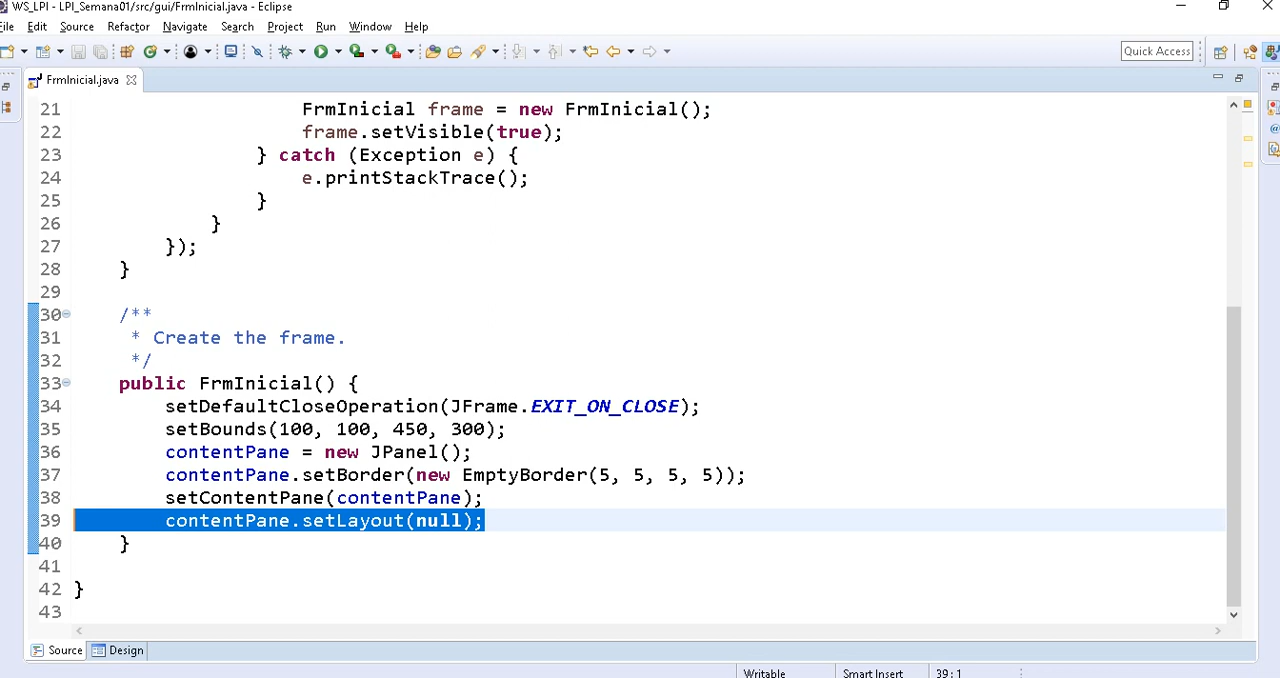 WS_LPI - LPI_Semana01/src/gui/FrmInicial.java - Eclipse
File Edit Source Refactor Navigate Search Project Run Window Help
Quick Access
FrmInicial.java
21 FrmInicial frame = new FrmInicial();
22 frame.setVisible(true);
23 } catch (Exception e) {
24 e.printStackTrace();
25 }
26 }
27 });
28 }
29
30 /**
31 * Create the frame.
32 */
33 public FrmInicial() {
34 setDefaultCloseOperation(JFrame.EXIT_ON_CLOSE);
35 setBounds(100, 100, 450, 300);
36 contentPane = new JPanel();
37 contentPane.setBorder(new EmptyBorder(5, 5, 5, 5));
38 setContentPane(contentPane);
39 contentPane.setLayout(null);
40 }
41
42 }
43
Source Design
Writable Smart Insert 39 : 1